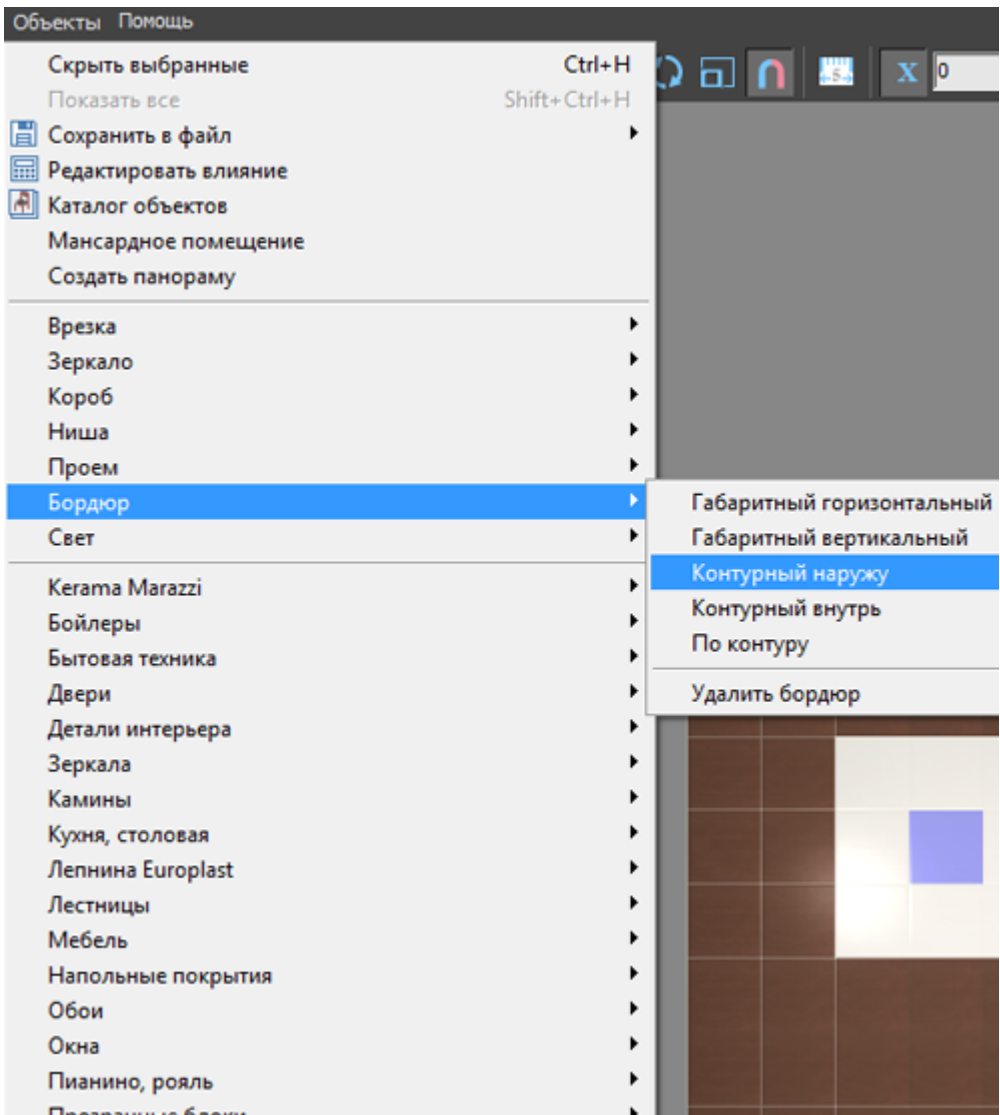 Объекты Помощь
Скрыть выбранные Ctrl+H
Показать все Shift+Ctrl+H
Сохранить в файл
Редактировать влияние
Каталог объектов
Мансардное помещение
Создать панораму
Врезка
Зеркало
Короб
Ниша
Проем
Бордюр
Свет
Kerama Marazzi
Бойлеры
Бытовая техника
Двери
Детали интерьера
Зеркала
Камины
Кухня, столовая
Лепнина Europlast
Лестницы
Мебель
Напольные покрытия
Обои
Окна
Пианино, рояль
5
X 0
Габаритный горизонтальный
Габаритный вертикальный
Контурный наружу
Контурный внутрь
По контуру
Удалить бордюр